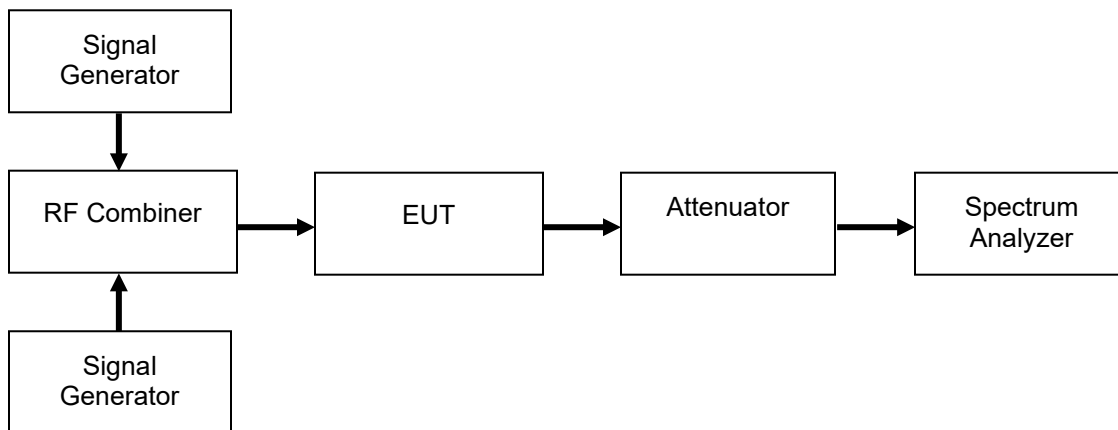 Signal
Generator
RF Combiner
EUT
Attenuator
Spectrum
Analyzer
Signal
Generator